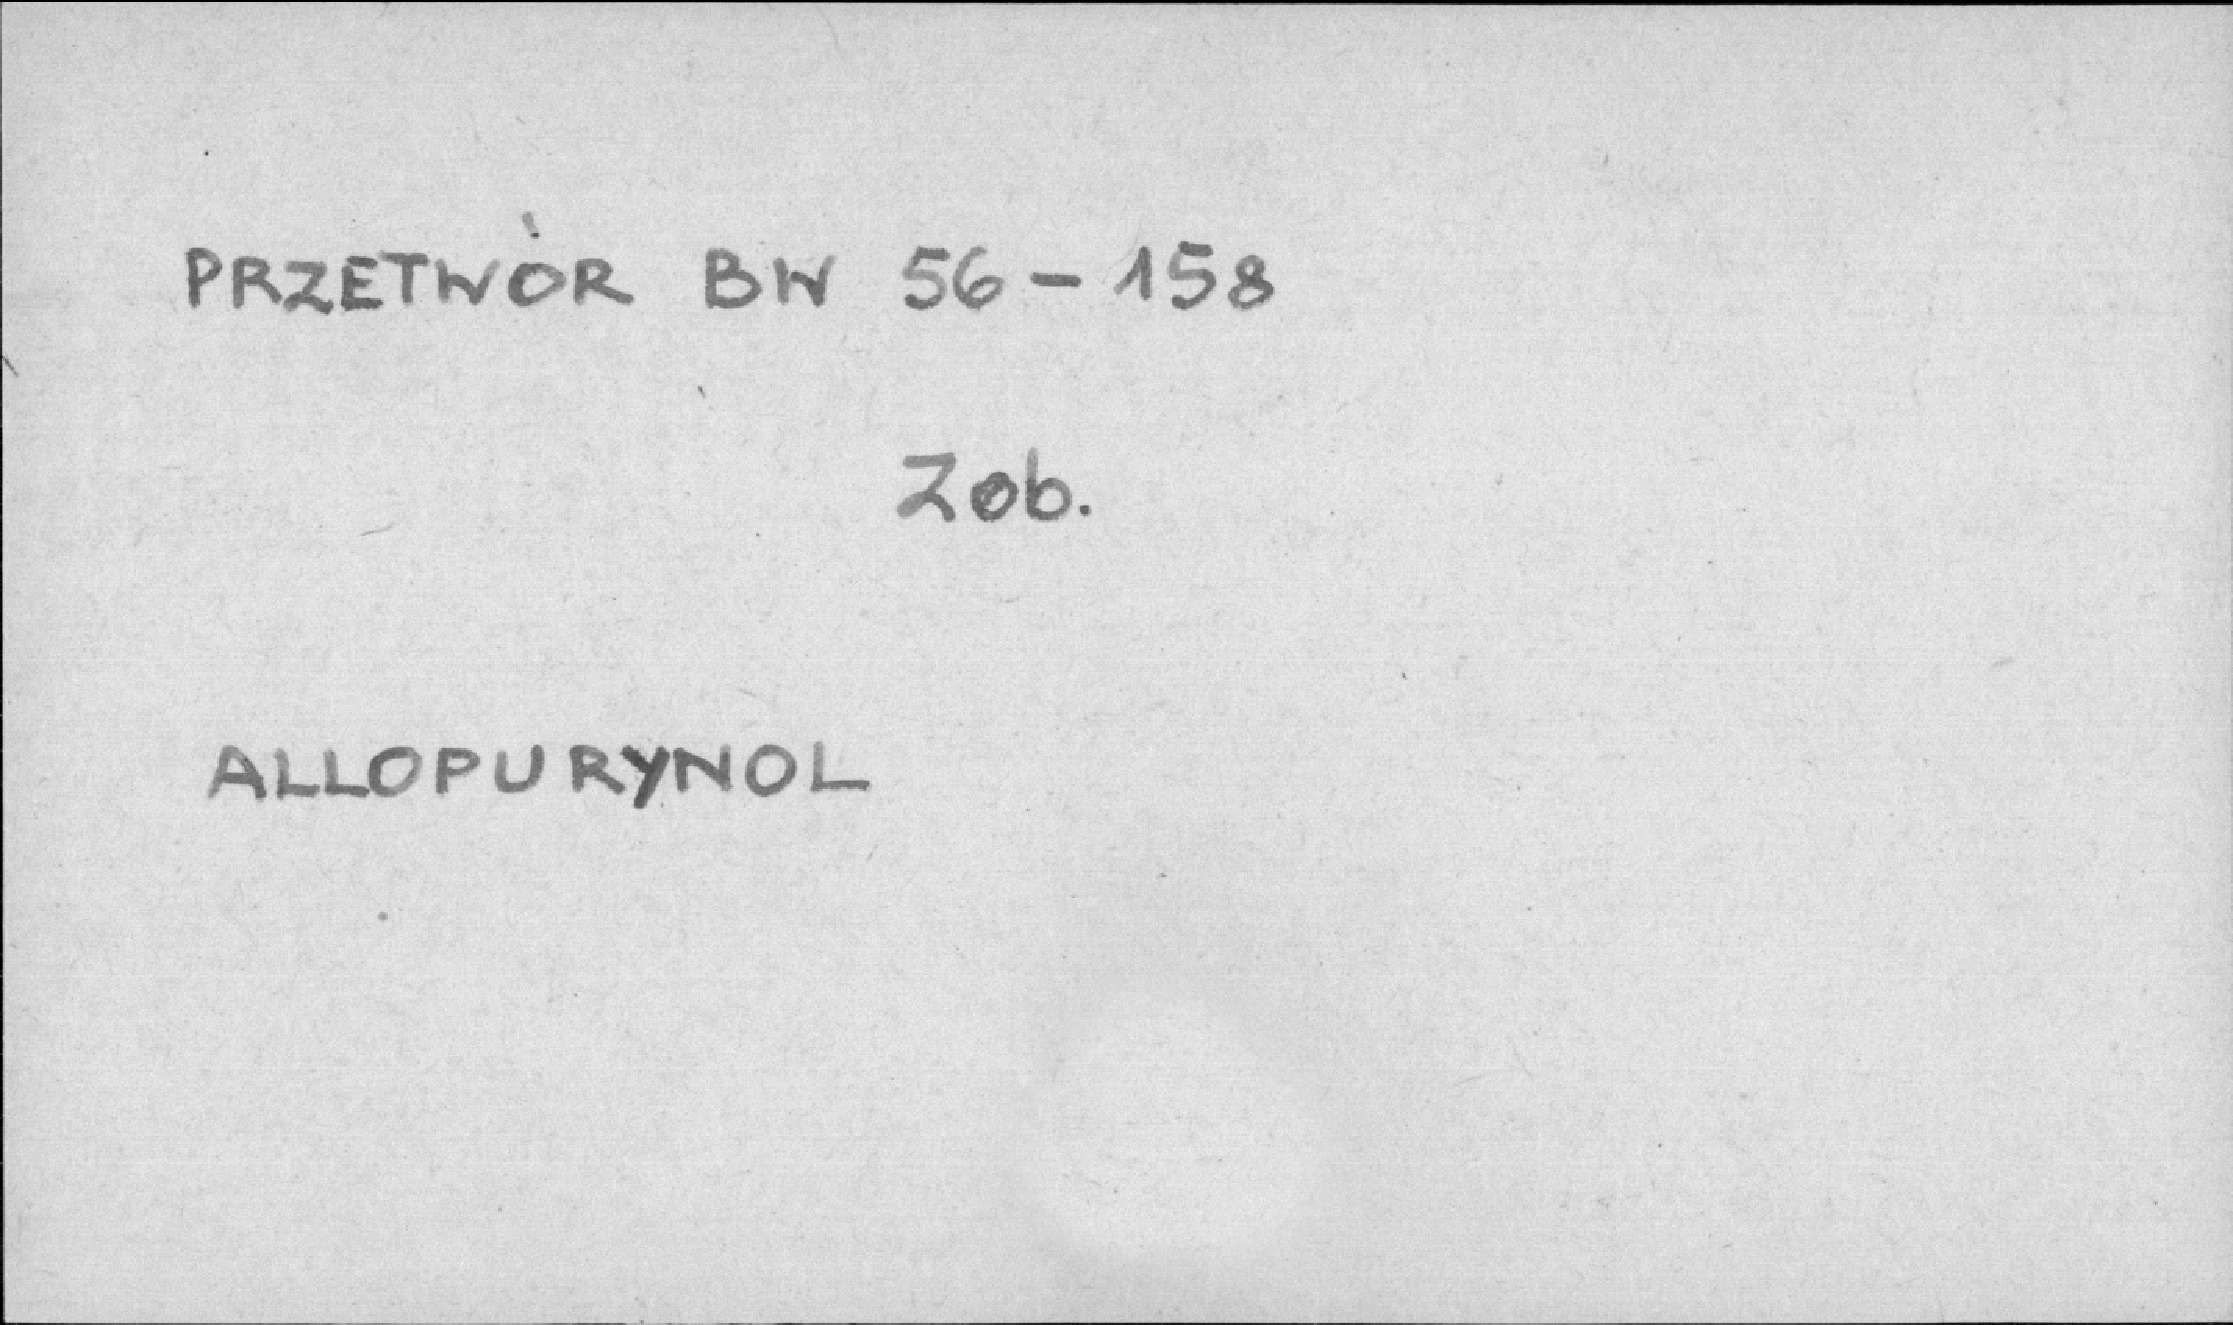 PRZETWÓR BW 56 - 158
Zob.
ALLOPURYNOL